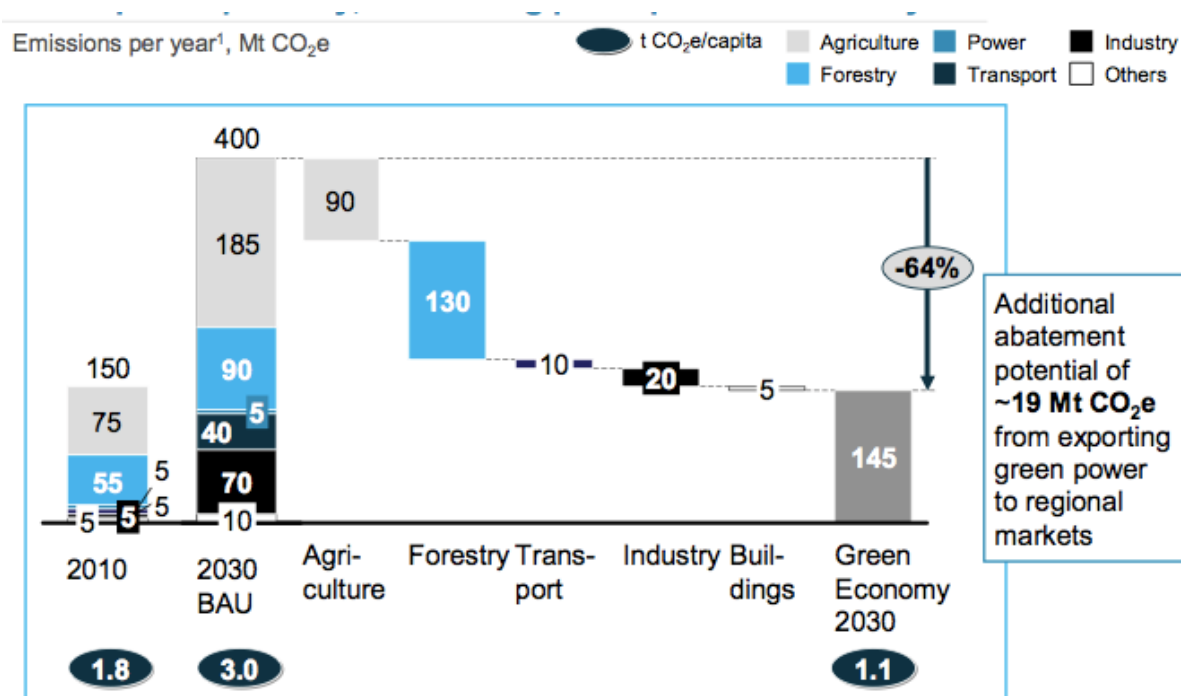 Emissions per year¹, Mt CO₂e
t CO₂e/capita
Agriculture
Power
Industry
Forestry
Transport
Others
400
90
185
-64%
130
Additional
abatement
potential of
~19 Mt CO₂e
from exporting
green power
to regional
markets
150
90
10
20
5
75
5
40
145
55
5
70
5
5
5
10
2010
2030
BAU
Agri-
culture
Forestry
Trans-
port
Industry
Buil-
dings
Green
Economy
2030
1.8
3.0
1.1